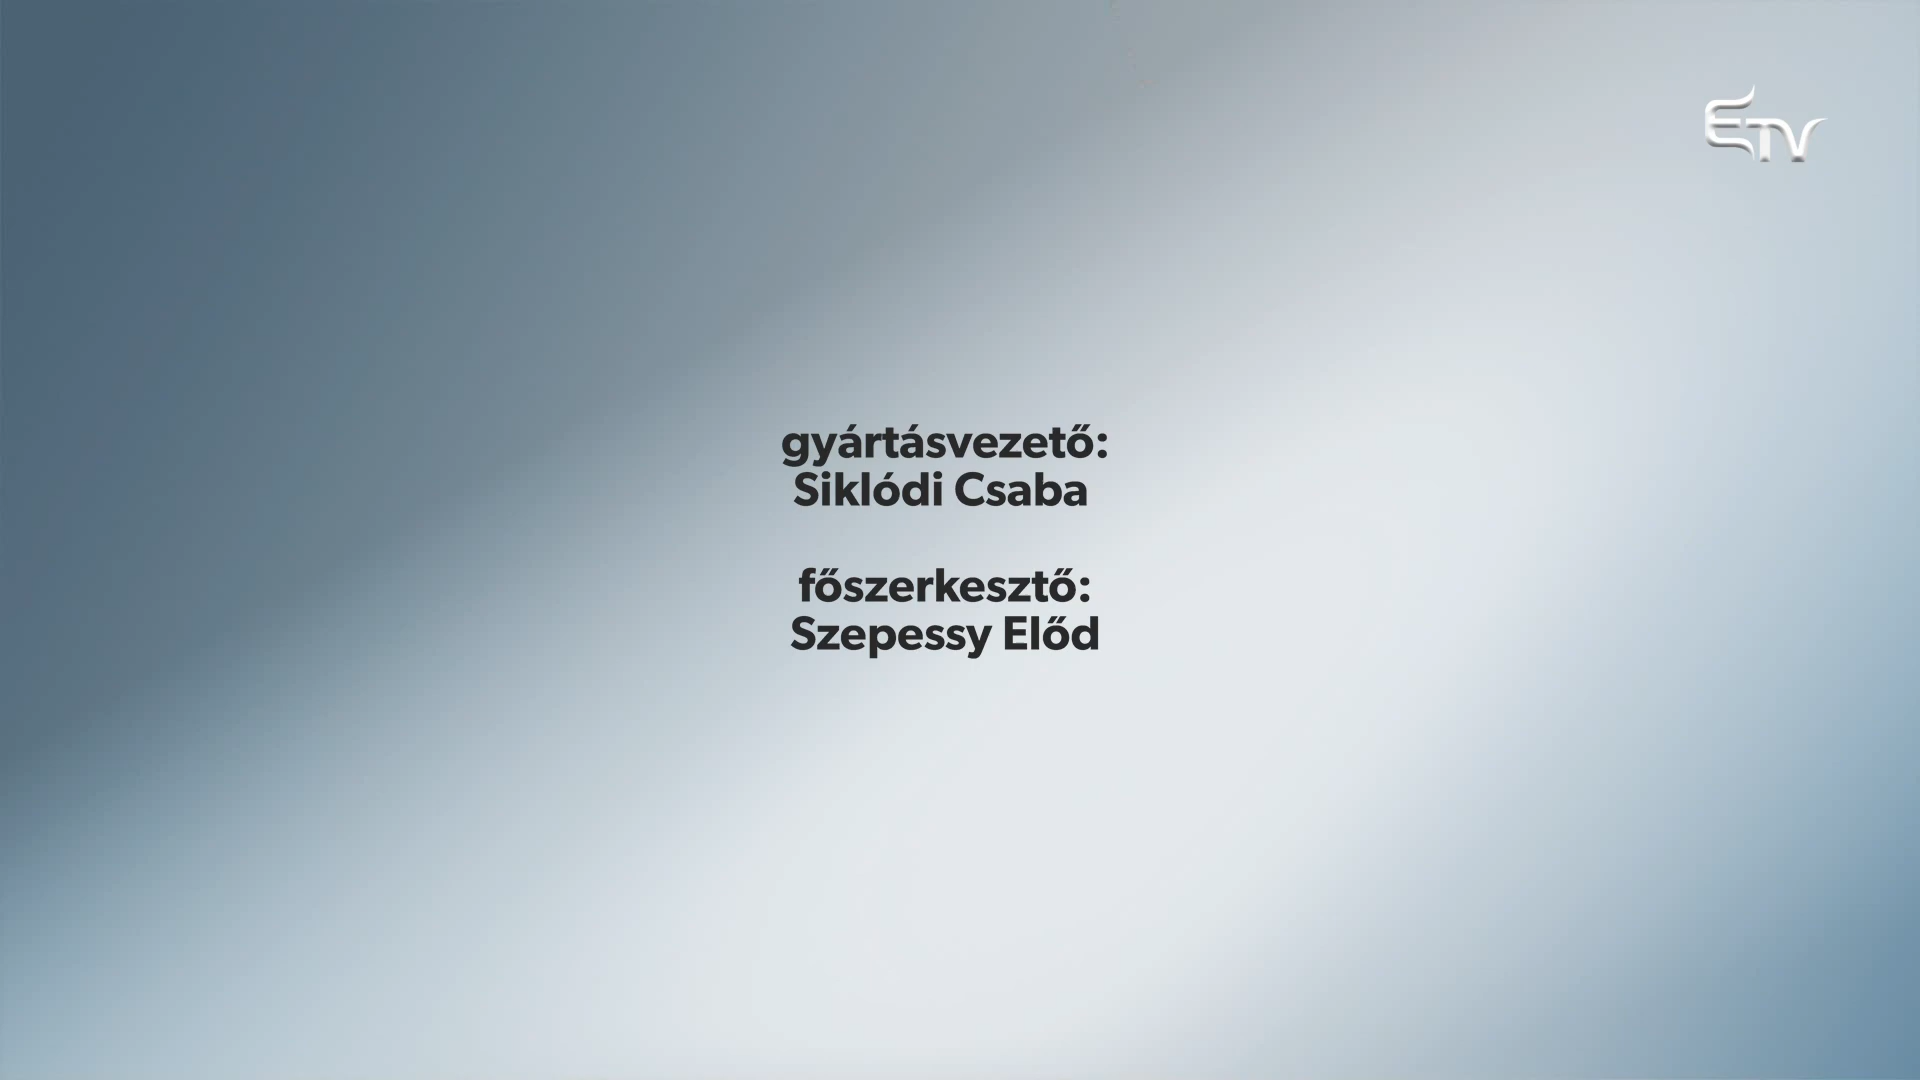 ETV
gyártásvezető:
Siklódi Csaba
főszerkesztő:
Szepessy Előd